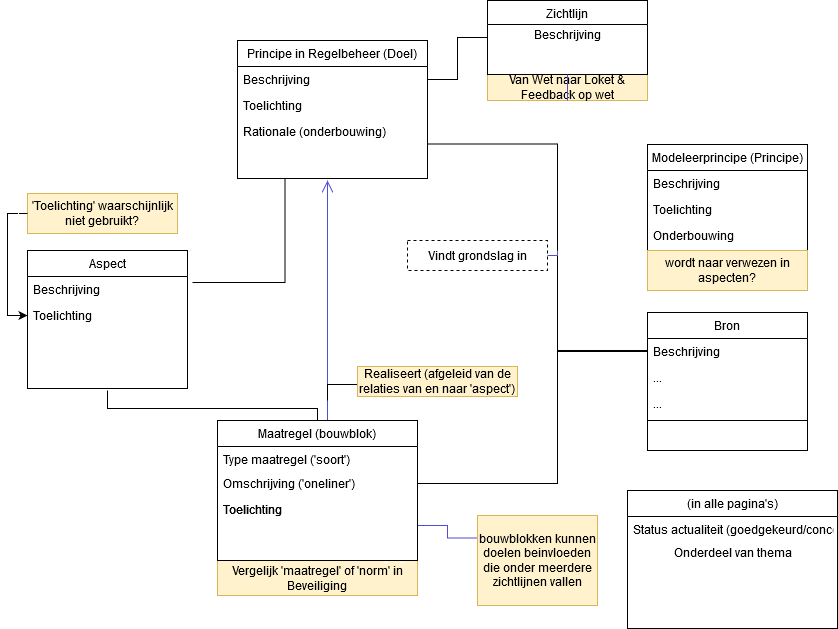 Zichtlijn
Beschrijving
Van Wet naar Loket &
Feedback op wet
Principe in Regelbeheer (Doel)
Beschrijving
Toelichting
Rationale (onderbouwing)
Modeleerprincipe (Principe)
Beschrijving
Toelichting
Onderbouwing
wordt naar verwezen in
aspecten?
'Toelichting' waarschijnlijk
niet gebruikt?
Aspect
Beschrijving
Toelichting
Vindt grondslag in
Bron
Beschrijving
...
...
Realiseert (afgeleid van de
relaties van en naar 'aspect')
Maatregel (bouwblok)
Type maatregel ('soort')
Omschrijving ('oneliner')
Toelichting
Vergelijk 'maatregel' of 'norm' in
Beveiliging
bouwblokken kunnen
doelen beinvloeden
die onder meerdere
zichtlijnen vallen
(in alle pagina's)
Status actualiteit (goedgekeurd/conc
Onderdeel van thema